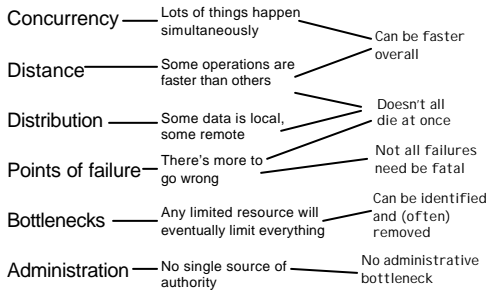 Concurrency
Lots of things happen
simultaneously
Can be faster
overall
Distance
Some operations are
faster than others
Distribution
Some data is local,
some remote
Doesn't all
die at once
Points of failure
There's more to
go wrong
Not all failures
need be fatal
Bottlenecks
Any limited resource will
eventually limit everything
Can be identified
and (often)
removed
Administration
No single source of
authority
No administrative
bottleneck